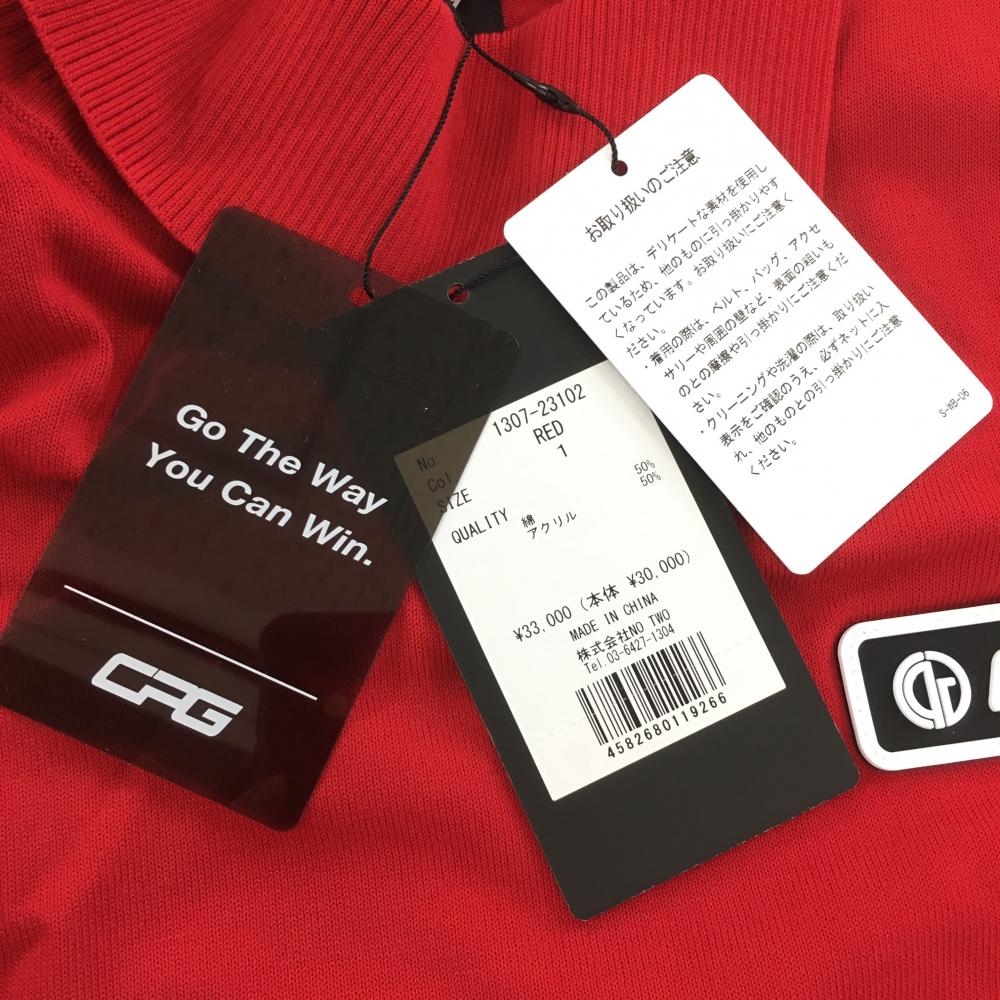 Go The Way
You Can Win.
CPG
No. 1307-23102
Col. RED
SIZE 1
QUALITY 綿 50%
アクリル 50%
¥33,000 (本体 ¥30,000)
MADE IN CHINA
株式会社NO TWO
Tel.03-6427-1304
4582680119266
お取り扱いのご注意
この製品は、デリケートな素材を使用し
ているため、他のものに引っ掛かりやす
くなっています。お取り扱いにご注意く
ださい。
・着用の際は、ベルト、バッグ、アクセ
サリーや周囲の壁など、表面の粗いも
のとの摩擦や引っ掛かりにご注意くだ
さい。
・クリーニングや洗濯の際は、取り扱い
表示をご確認のうえ、必ずネットに入
れ、他のものとの引っ掛かりにご注意
ください。
S-WB-06